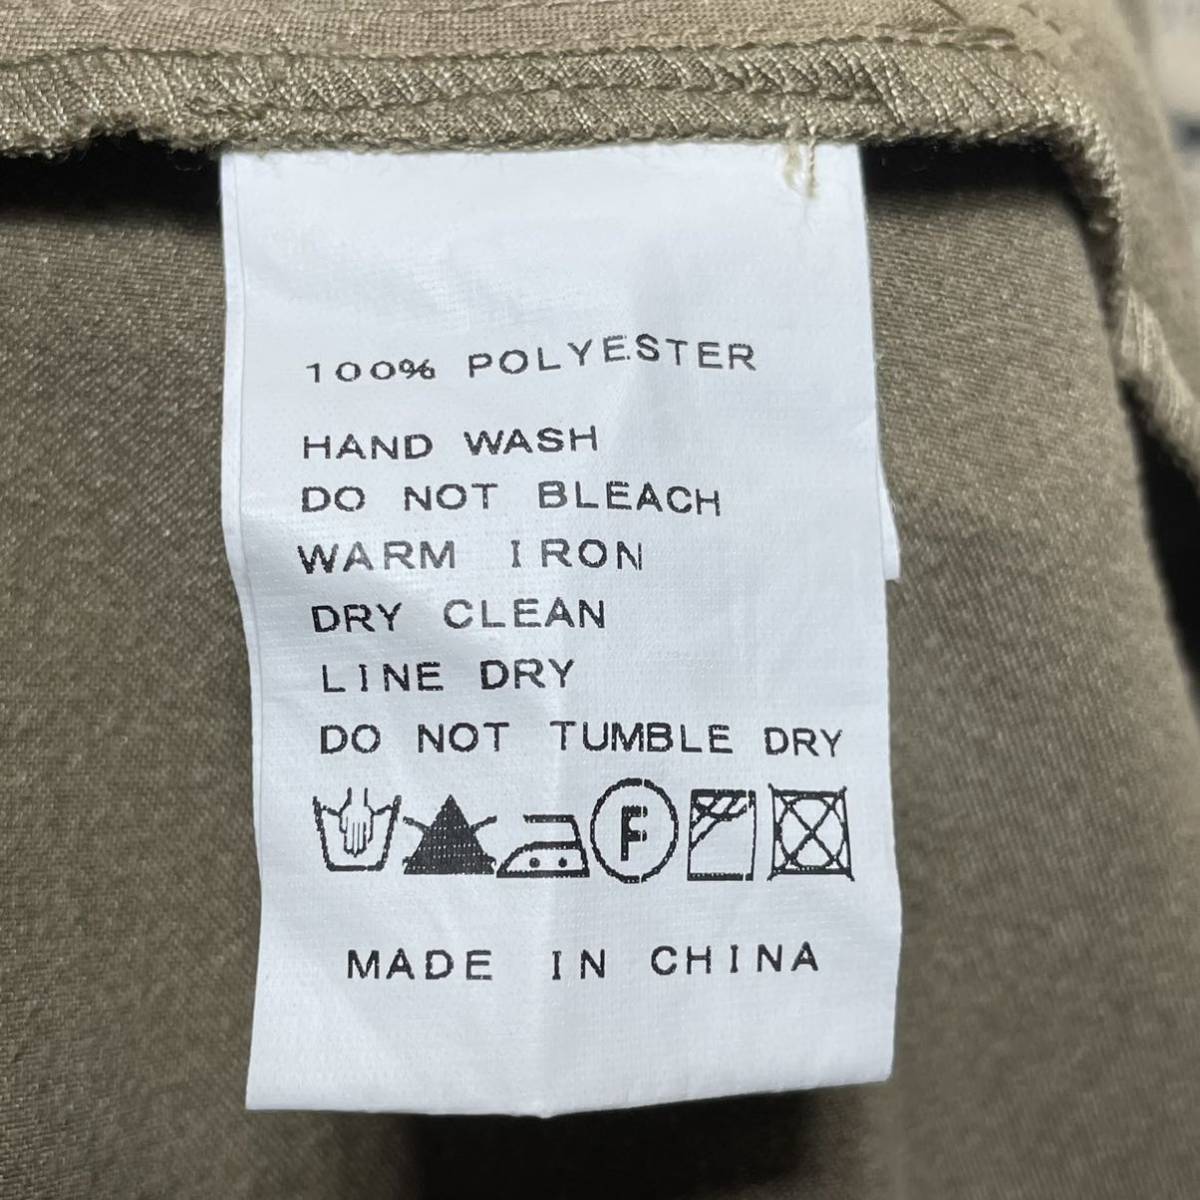 100% POLYESTER
HAND WASH
DO NOT BLEACH
WARM IRON
DRY CLEAN
LINE DRY
DO NOT TUMBLE DRY
F
MADE IN CHINA